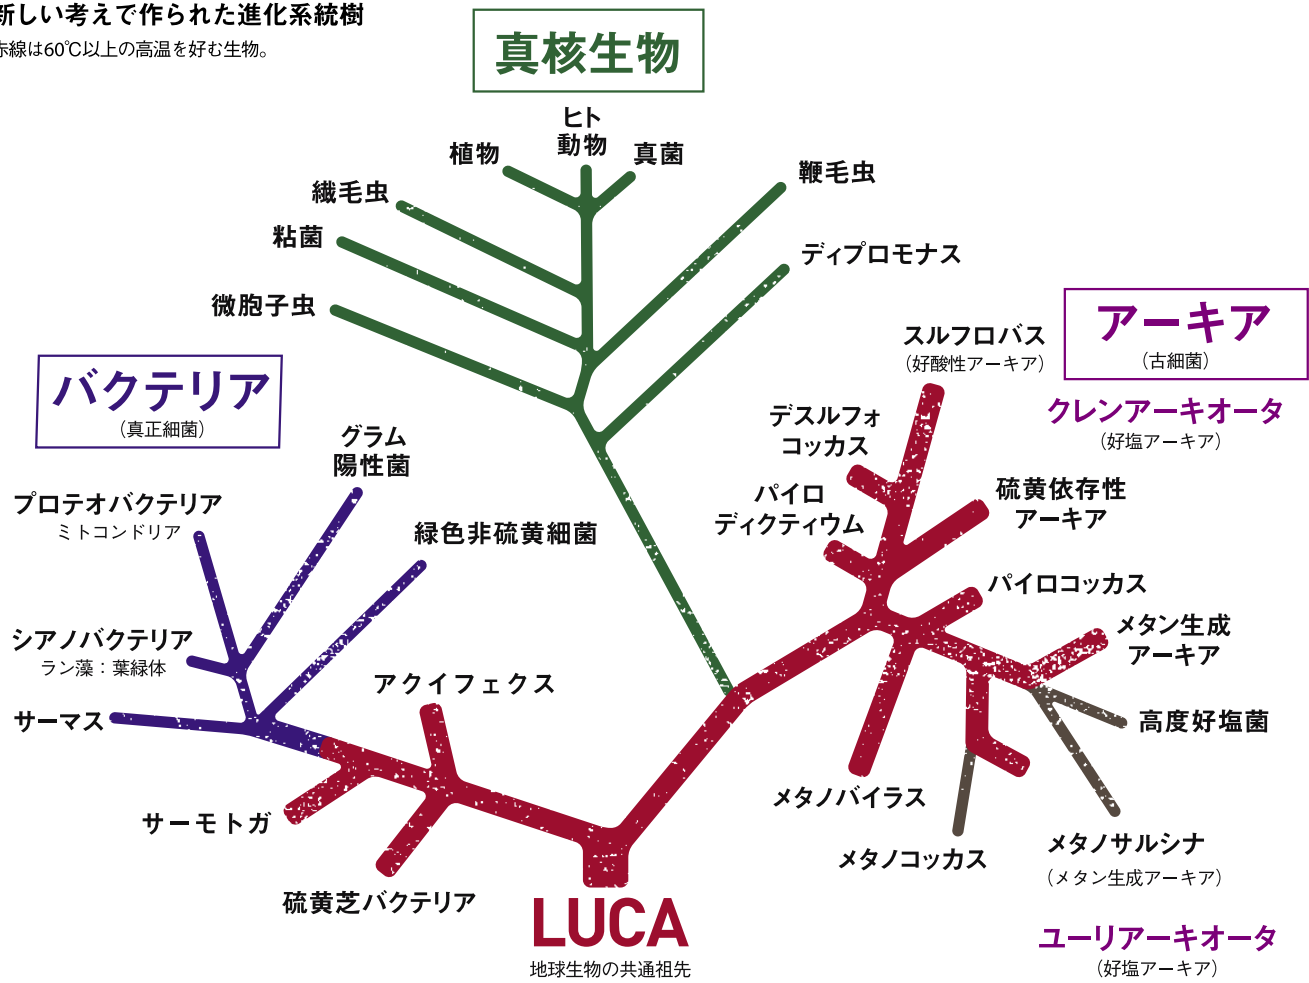 新しい考えで作られた進化系統樹
赤線は60℃以上の高温を好む生物。
真核生物
ヒト
動物
植物
真菌
繊毛虫
鞭毛虫
粘菌
ディプロモナス
微胞子虫
バクテリア
(真正細菌)
アーキア
(古細菌)
スルフロバス
(好酸性アーキア)
クレンアーキオータ
(好塩アーキア)
デスルフォ
コッカス
グラム
陽性菌
パイロ
ディクティウム
硫黄依存性
アーキア
プロテオバクテリア
ミトコンドリア
緑色非硫黄細菌
パイロコッカス
メタン生成
アーキア
シアノバクテリア
ラン藻：葉緑体
アクイフェクス
サーマス
高度好塩菌
サーモトガ
メタノバイラス
メタノコッカス
メタノサルシナ
(メタン生成アーキア)
硫黄芝バクテリア
LUCA
地球生物の共通祖先
ユーリアーキオータ
(好塩アーキア)